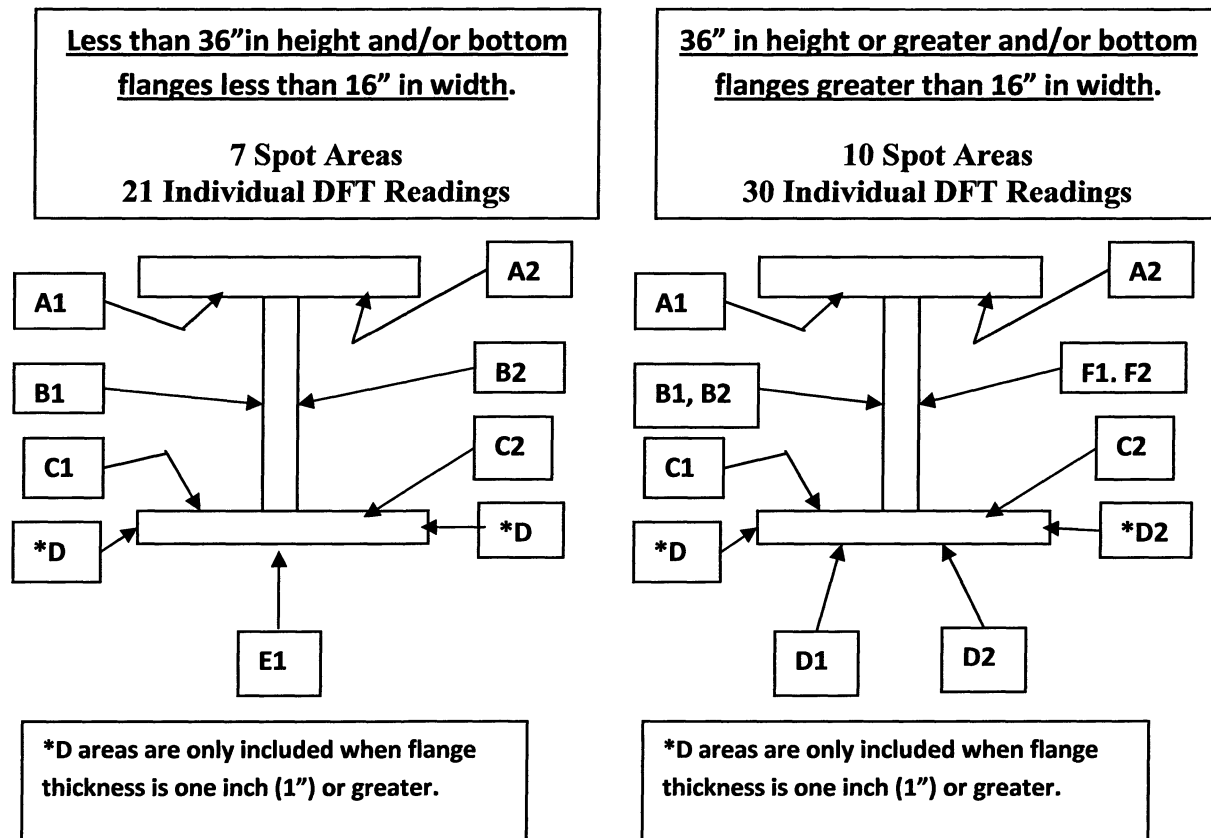 Less than 36”in height and/or bottom
flanges less than 16” in width.
7 Spot Areas
21 Individual DFT Readings
A1
A2
B1
B2
C1
C2
*D
*D
E1
*D areas are only included when flange
thickness is one inch (1”) or greater.
36” in height or greater and/or bottom
flanges greater than 16” in width.
10 Spot Areas
30 Individual DFT Readings
A1
A2
B1, B2
F1. F2
C1
C2
*D
*D2
D1
D2
*D areas are only included when flange
thickness is one inch (1”) or greater.